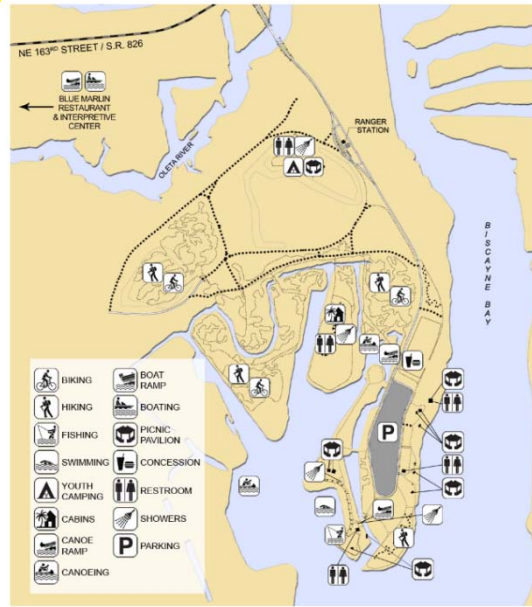 NE 163RD STREET / S.R. 826
BLUE MARLIN
RESTAURANT
& INTERPRETIVE
CENTER
OLETA RIVER
RANGER
STATION
BISCAYNE BAY
P
BIKING
HIKING
FISHING
SWIMMING
YOUTH
CAMPING
CABINS
CANOE
RAMP
CANOEING
BOAT
RAMP
BOATING
PICNIC
PAVILION
CONCESSION
RESTROOM
SHOWERS
P PARKING